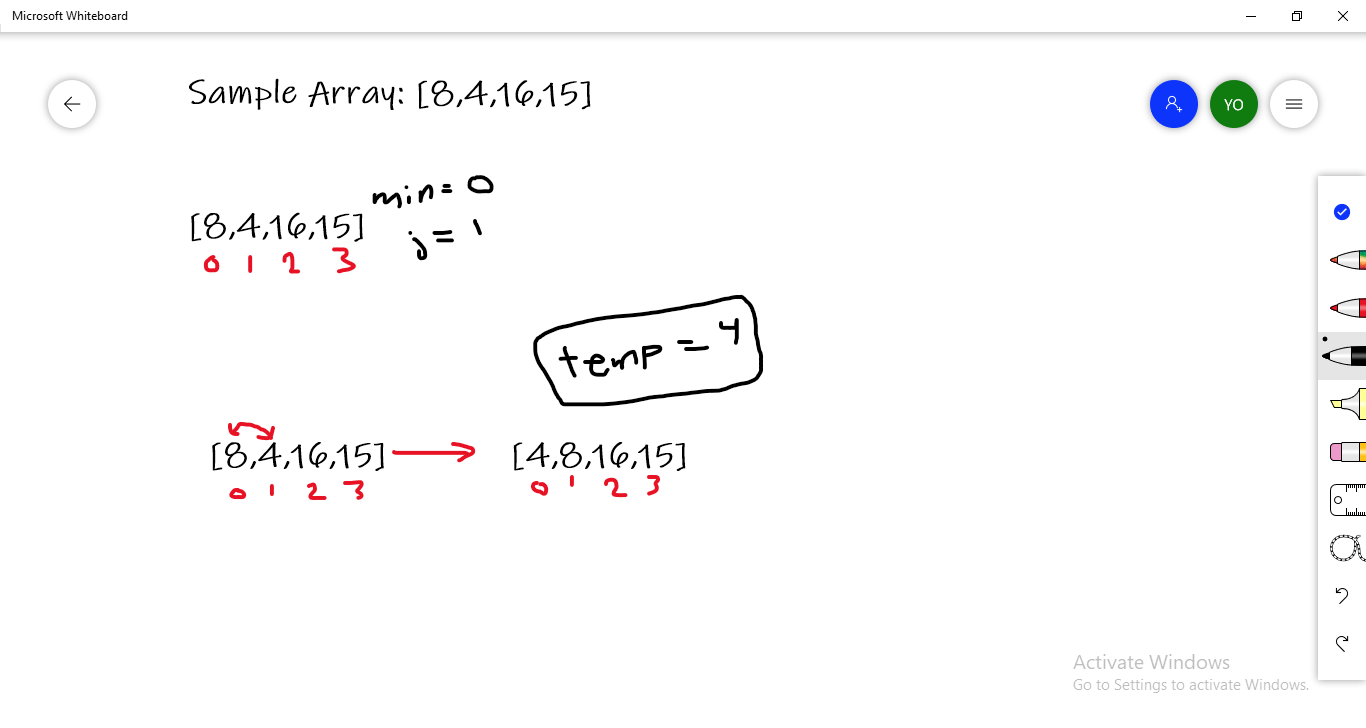 Microsoft Whiteboard
Sample Array: [8,4,16,15]
YO
min = 0
[8,4,16,15]
j = 1
0 1 2 3
temp = 4
[8,4,16,15] [4,8,16,15]
0 1 2 3 0 1 2 3
Activate Windows
Go to Settings to activate Windows.